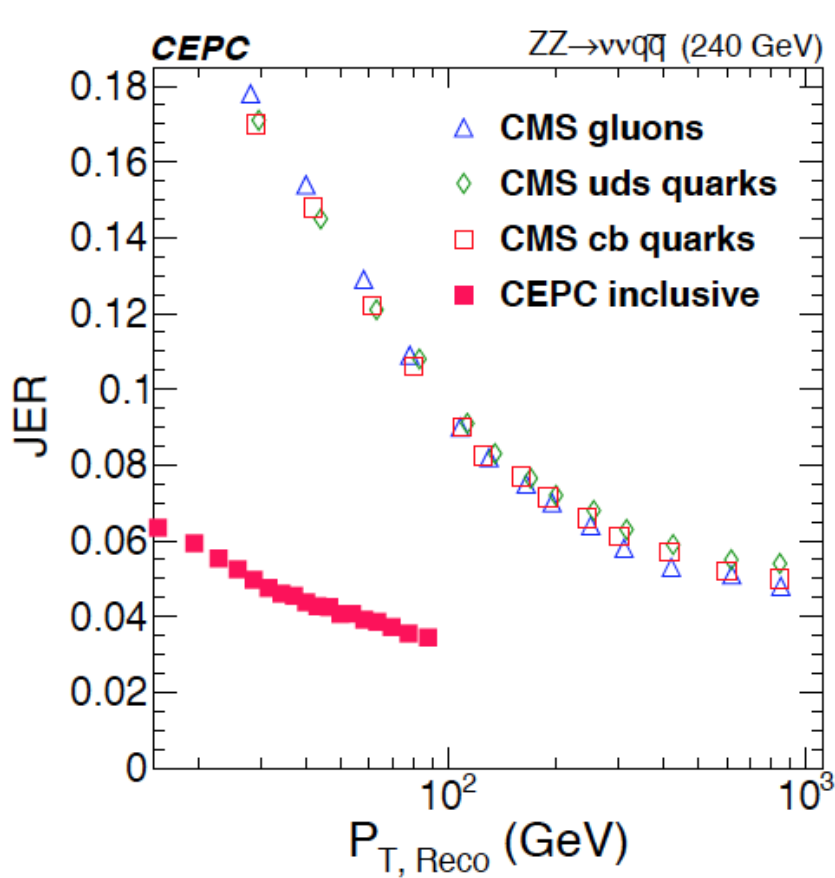 CEPC ZZ→ννqq̅ (240 GeV)
0.18
0.16
0.14
0.12
0.1
0.08
0.06
0.04
0.02
0
JER
CMS gluons
CMS uds quarks
CMS cb quarks
CEPC inclusive
10² 10³
P_T, Reco (GeV)